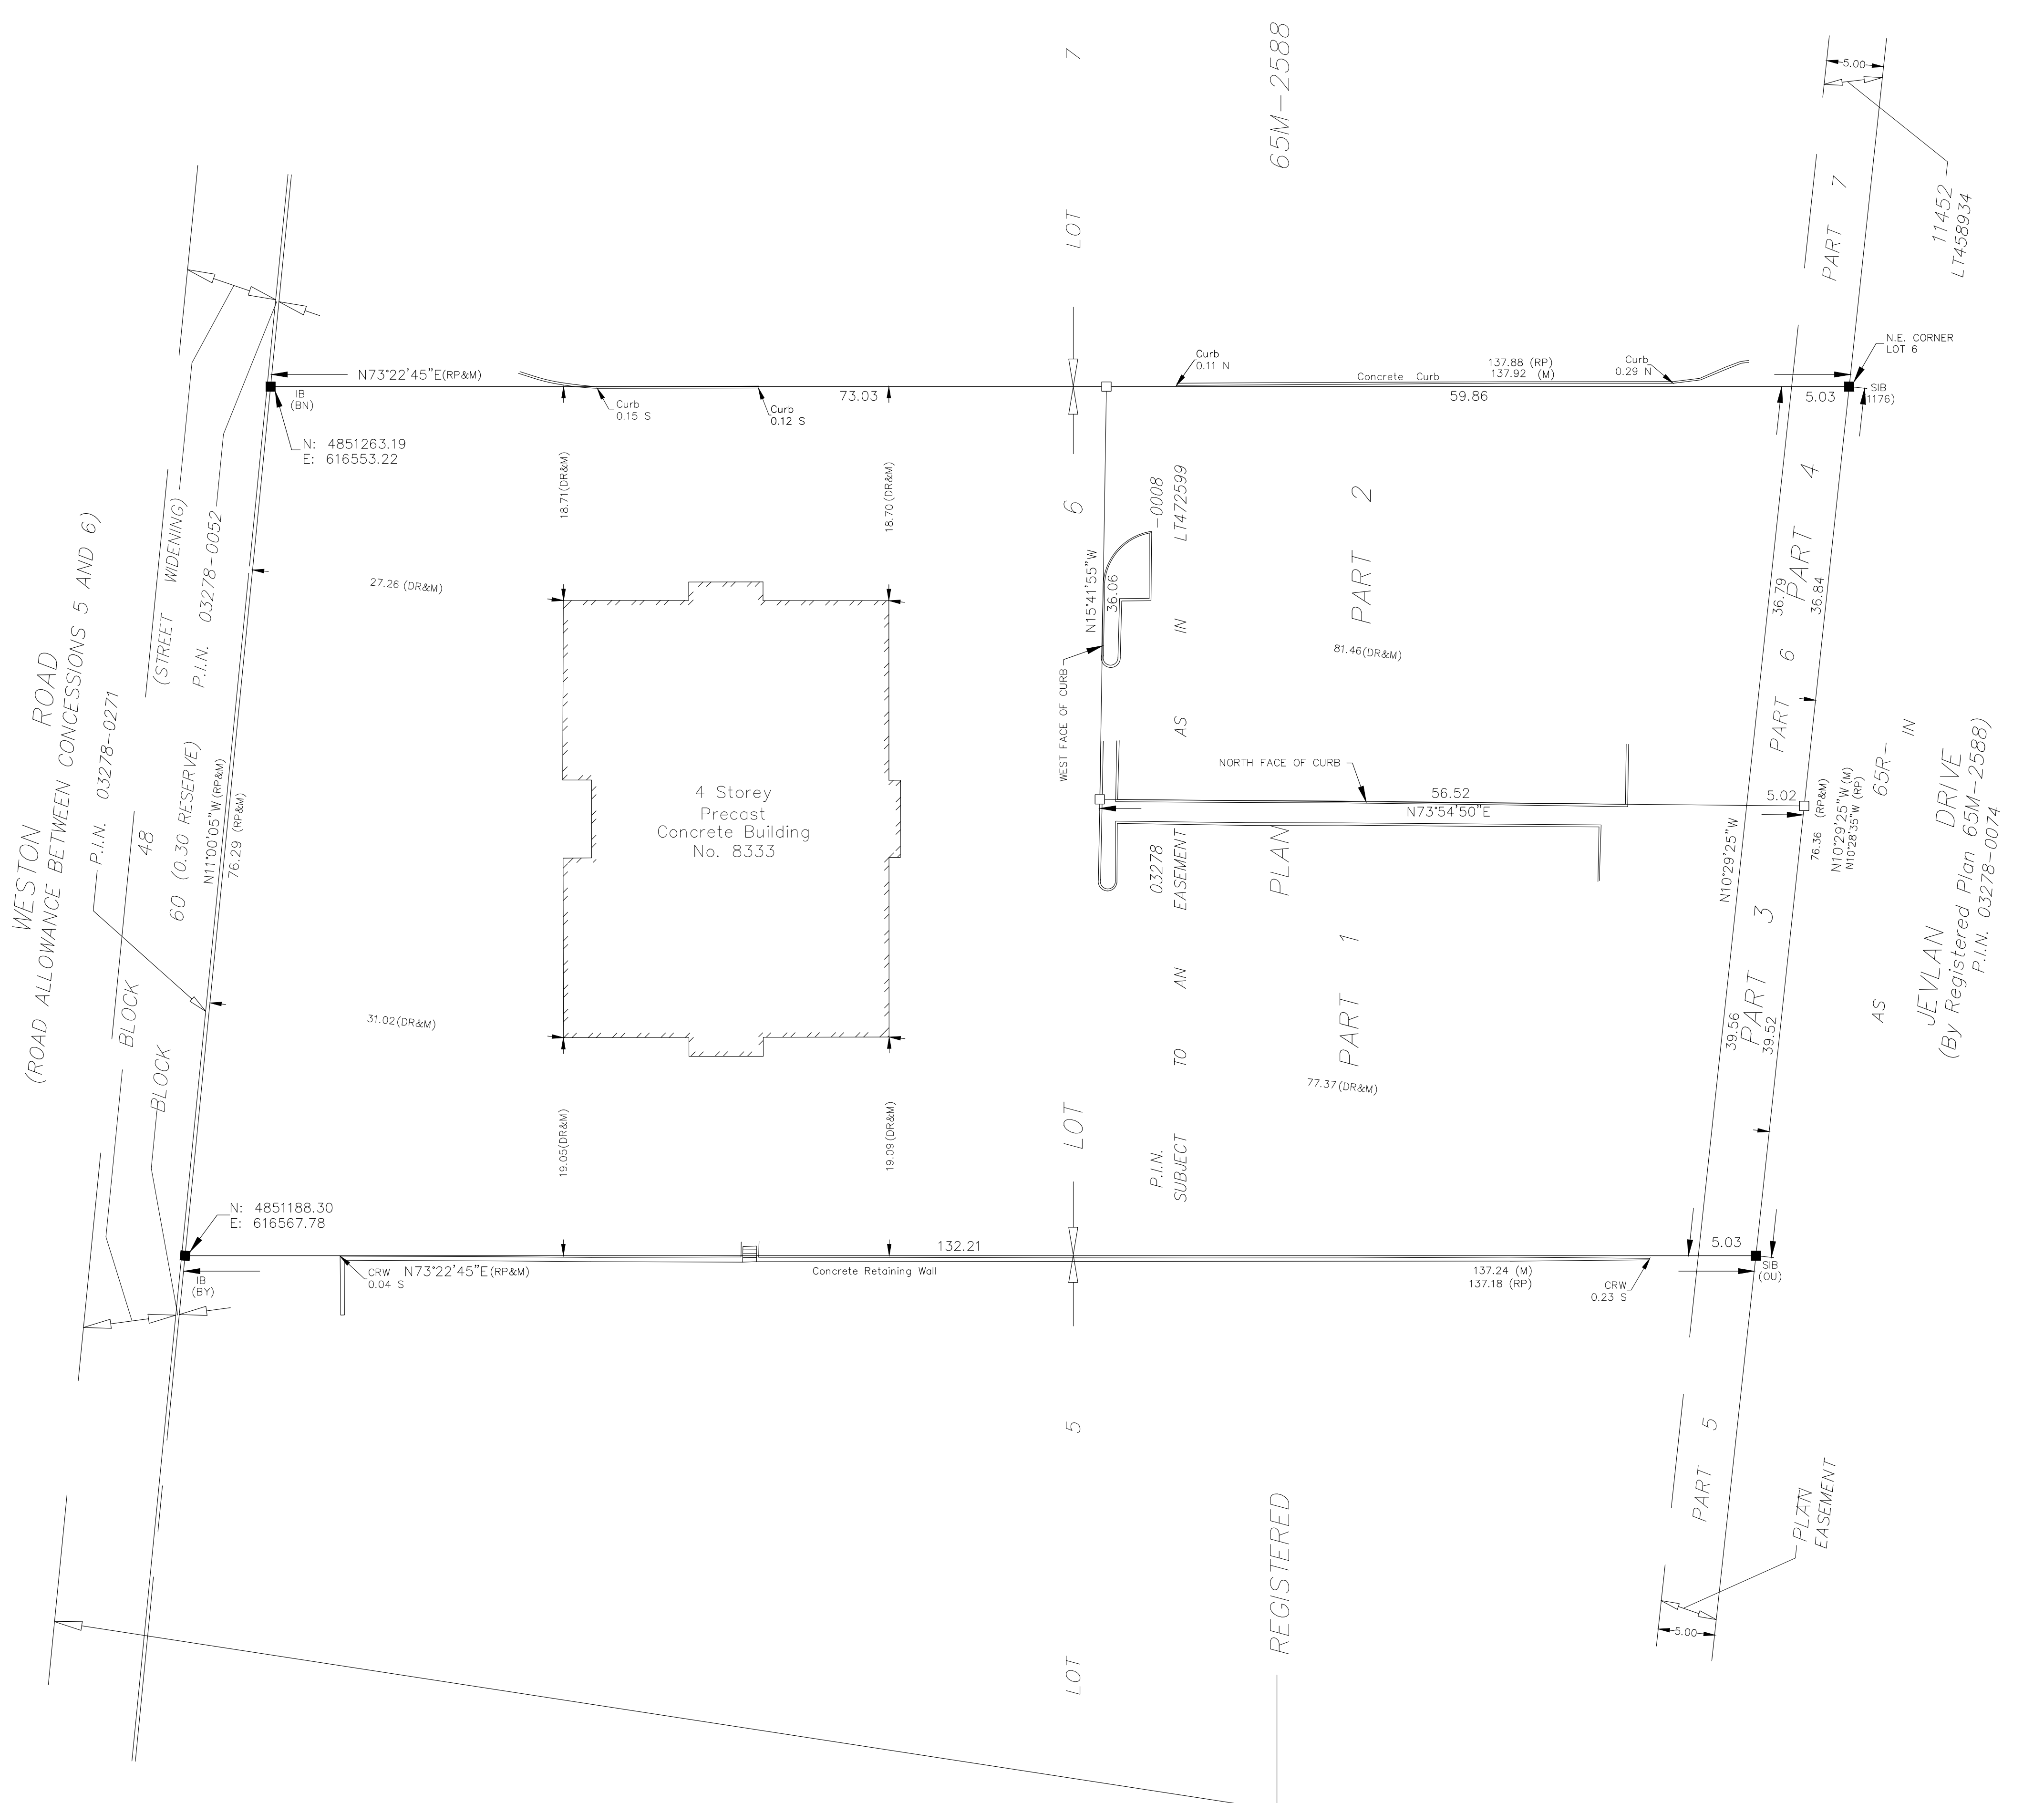 7
65M-2588
5.00
PART 7
11452
LT458934
LOT
N.E. CORNER
LOT 6
Curb
0.11 N
137.88 (RP)
137.92 (M)
Curb
0.29 N
Concrete Curb
N73°22'45"E(RP&M)
IB
(BN)
73.03
59.86
5.03
SIB
(1176)
Curb
0.15 S
Curb
0.12 S
N: 4851263.19
E: 616553.22
18.71(DR&M)
18.70(DR&M)
6
-0008
LT472599
PART 2
PART 4
(STREET WIDENING)
P.I.N. 03278-0052
27.26 (DR&M)
N15°41'55"W
36.06
IN
81.46(DR&M)
36.79
36.84
PART 6
WESTON ROAD
(ROAD ALLOWANCE BETWEEN CONCESSIONS 5 AND 6)
P.I.N. 03278-0271
WEST FACE OF CURB
AS
NORTH FACE OF CURB
56.52
5.02
N73°54'50"E
4 Storey
Precast
Concrete Building
No. 8333
BLOCK 48
BLOCK 60 (0.30 RESERVE)
N11°00'05"W(RP&M)
76.29 (RP&M)
76.36 (RP&M)
N10°29'25"W(M)
N10°28'35"W(RP)
N10°29'25"W
65R-
IN
AS
03278
EASEMENT
PLAN
PART 1
PART 3
JEVLAN DRIVE
(By Registered Plan 65M-2588)
P.I.N. 03278-0074
31.02(DR&M)
AN
TO
39.56
39.52
77.37(DR&M)
19.05(DR&M)
19.09(DR&M)
LOT
P.I.N.
SUBJECT
N: 4851188.30
E: 616567.78
132.21
5.03
IB
(BY)
CRW
0.04 S
N73°22'45"E(RP&M)
Concrete Retaining Wall
137.24 (M)
137.18 (RP)
CRW
0.23 S
SIB
(OU)
5
PART 5
PLAN
EASEMENT
REGISTERED
5.00
LOT